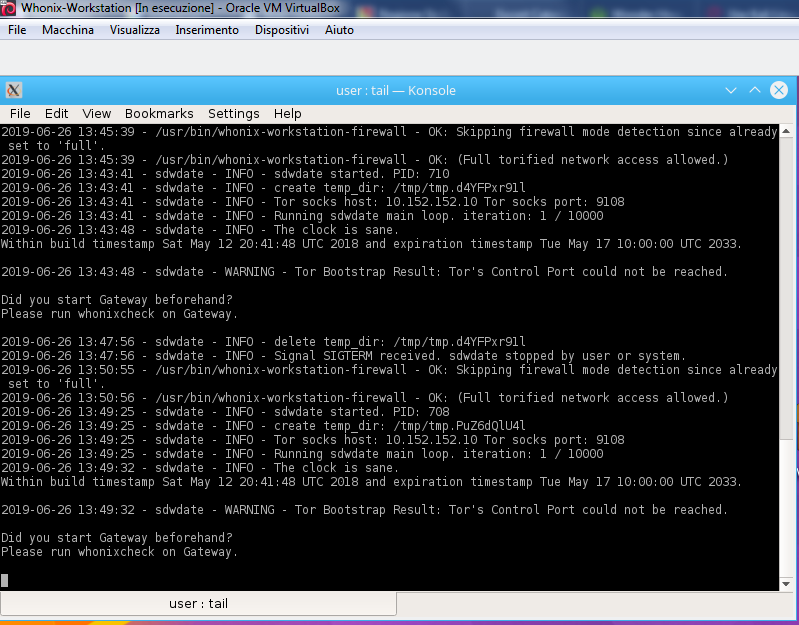 Whonix-Workstation [In esecuzione] - Oracle VM VirtualBox
File Macchina Visualizza Inserimento Dispositivi Aiuto
user : tail — Konsole
File Edit View Bookmarks Settings Help
2019-06-26 13:45:39 - /usr/bin/whonix-workstation-firewall - OK: Skipping firewall mode detection since already
set to 'full'.
2019-06-26 13:45:39 - /usr/bin/whonix-workstation-firewall - OK: (Full torified network access allowed.)
2019-06-26 13:43:41 - sdwdate - INFO - sdwdate started. PID: 710
2019-06-26 13:43:41 - sdwdate - INFO - create temp_dir: /tmp/tmp.d4YFPxr91l
2019-06-26 13:43:41 - sdwdate - INFO - Tor socks host: 10.152.152.10 Tor socks port: 9108
2019-06-26 13:43:41 - sdwdate - INFO - Running sdwdate main loop. iteration: 1 / 10000
2019-06-26 13:43:48 - sdwdate - INFO - The clock is sane.
Within build timestamp Sat May 12 20:41:48 UTC 2018 and expiration timestamp Tue May 17 10:00:00 UTC 2033.
2019-06-26 13:43:48 - sdwdate - WARNING - Tor Bootstrap Result: Tor's Control Port could not be reached.
Did you start Gateway beforehand?
Please run whonixcheck on Gateway.
2019-06-26 13:47:56 - sdwdate - INFO - delete temp_dir: /tmp/tmp.d4YFPxr91l
2019-06-26 13:47:56 - sdwdate - INFO - Signal SIGTERM received. sdwdate stopped by user or system.
2019-06-26 13:50:55 - /usr/bin/whonix-workstation-firewall - OK: Skipping firewall mode detection since already
set to 'full'.
2019-06-26 13:50:56 - /usr/bin/whonix-workstation-firewall - OK: (Full torified network access allowed.)
2019-06-26 13:49:25 - sdwdate - INFO - sdwdate started. PID: 708
2019-06-26 13:49:25 - sdwdate - INFO - create temp_dir: /tmp/tmp.PuZ6dQlU4l
2019-06-26 13:49:25 - sdwdate - INFO - Tor socks host: 10.152.152.10 Tor socks port: 9108
2019-06-26 13:49:25 - sdwdate - INFO - Running sdwdate main loop. iteration: 1 / 10000
2019-06-26 13:49:32 - sdwdate - INFO - The clock is sane.
Within build timestamp Sat May 12 20:41:48 UTC 2018 and expiration timestamp Tue May 17 10:00:00 UTC 2033.
2019-06-26 13:49:32 - sdwdate - WARNING - Tor Bootstrap Result: Tor's Control Port could not be reached.
Did you start Gateway beforehand?
Please run whonixcheck on Gateway.
user : tail